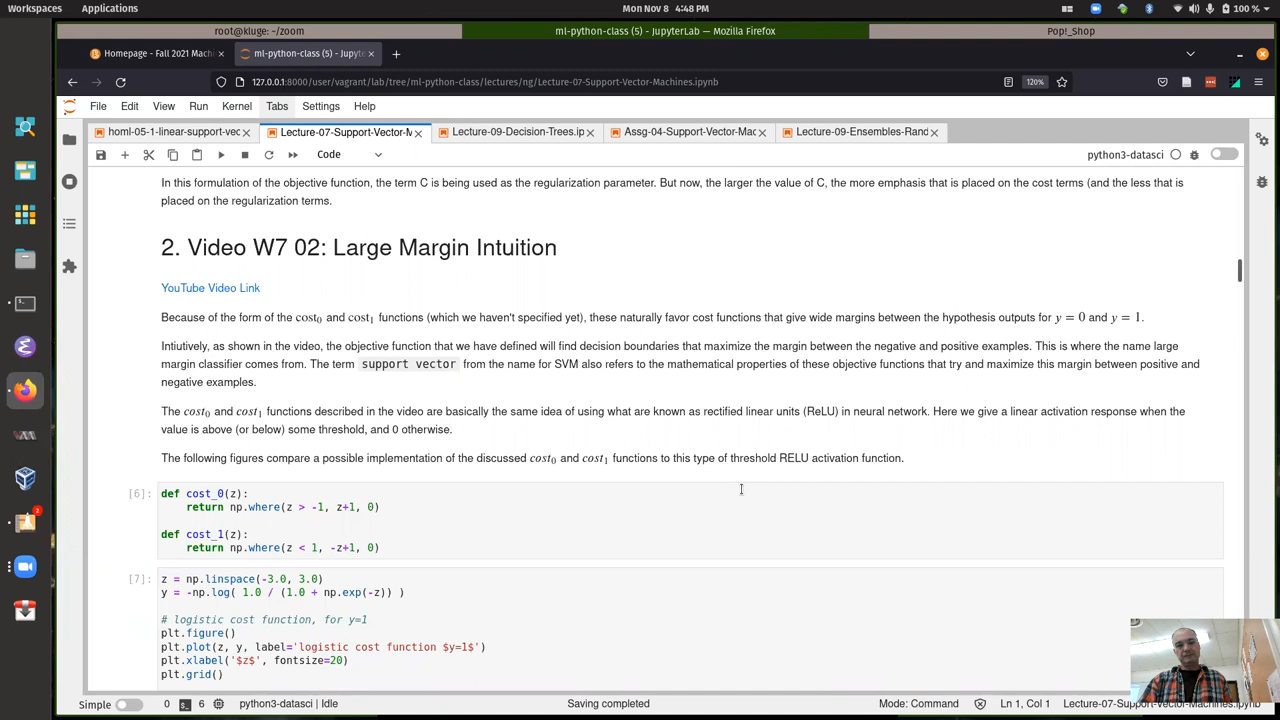 Workspaces Applications Mon Nov 8 4:48 PM 100 %
root@kluge: ~/zoom ml-python-class (5) - JupyterLab — Mozilla Firefox Pop!_Shop
Homepage - Fall 2021 Machi ml-python-class (5) - Jupyte
127.0.0.1:8000/user/vagrant/lab/tree/ml-python-class/lectures/ng/Lecture-07-Support-Vector-Machines.ipynb 120%
File Edit View Run Kernel Tabs Settings Help
homl-05-1-linear-support-vec Lecture-07-Support-Vector-M Lecture-09-Decision-Trees.ip Assg-04-Support-Vector-Mac Lecture-09-Ensembles-Rand
Code python3-datasci
In this formulation of the objective function, the term C is being used as the regularization parameter. But now, the larger the value of C, the more emphasis that is placed on the cost terms (and the less that is
placed on the regularization terms.
2. Video W7 02: Large Margin Intuition
YouTube Video Link
Because of the form of the cost₀ and cost₁ functions (which we haven't specified yet), these naturally favor cost functions that give wide margins between the hypothesis outputs for y = 0 and y = 1.
Intiutively, as shown in the video, the objective function that we have defined will find decision boundaries that maximize the margin between the negative and positive examples. This is where the name large
margin classifier comes from. The term support vector from the name for SVM also refers to the mathematical properties of these objective functions that try and maximize this margin between positive and
negative examples.
The cost₀ and cost₁ functions described in the video are basically the same idea of using what are known as rectified linear units (ReLU) in neural network. Here we give a linear activation response when the
value is above (or below) some threshold, and 0 otherwise.
The following figures compare a possible implementation of the discussed cost₀ and cost₁ functions to this type of threshold RELU activation function.
[6]: def cost_0(z):
return np.where(z > -1, z+1, 0)
def cost_1(z):
return np.where(z < 1, -z+1, 0)
[7]: z = np.linspace(-3.0, 3.0)
y = -np.log( 1.0 / (1.0 + np.exp(-z)) )
# logistic cost function, for y=1
plt.figure()
plt.plot(z, y, label='logistic cost function $y=1$')
plt.xlabel('$z$', fontsize=20)
plt.grid()
Simple 0 6 python3-datasci | Idle Saving completed Mode: Command Ln 1, Col 1 Lecture-07-Support-Vector-Machines.ipynb